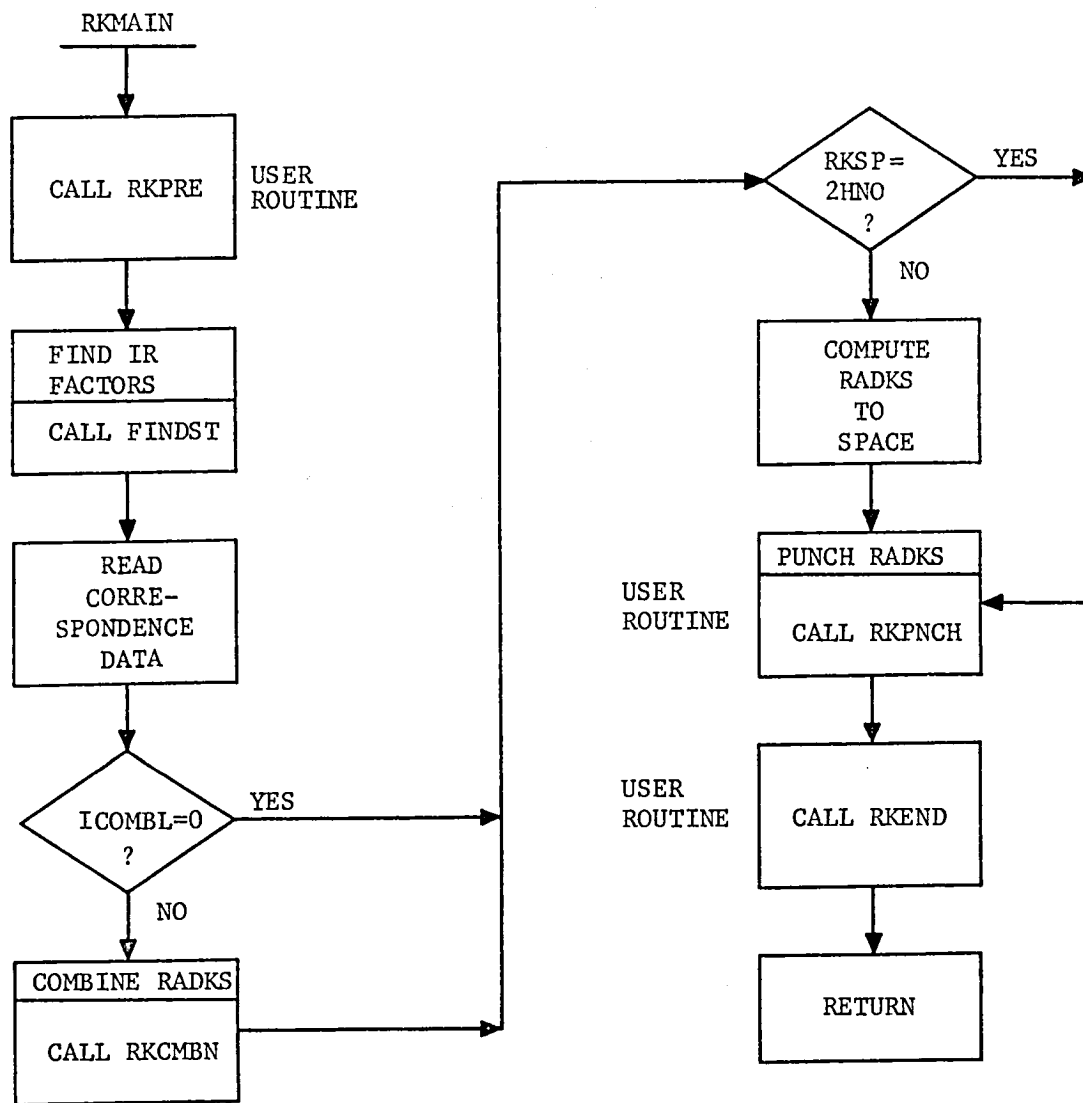 RKMAIN
CALL RKPRE
USER
ROUTINE
FIND IR
FACTORS
CALL FINDST
READ
CORRE-
SPONDENCE
DATA
ICOMBL=0
?
YES
NO
COMBINE RADKS
CALL RKCMBN
RKSP=
2HNO
?
YES
NO
COMPUTE
RADKS
TO
SPACE
PUNCH RADKS
CALL RKPNCH
USER
ROUTINE
CALL RKEND
USER
ROUTINE
RETURN